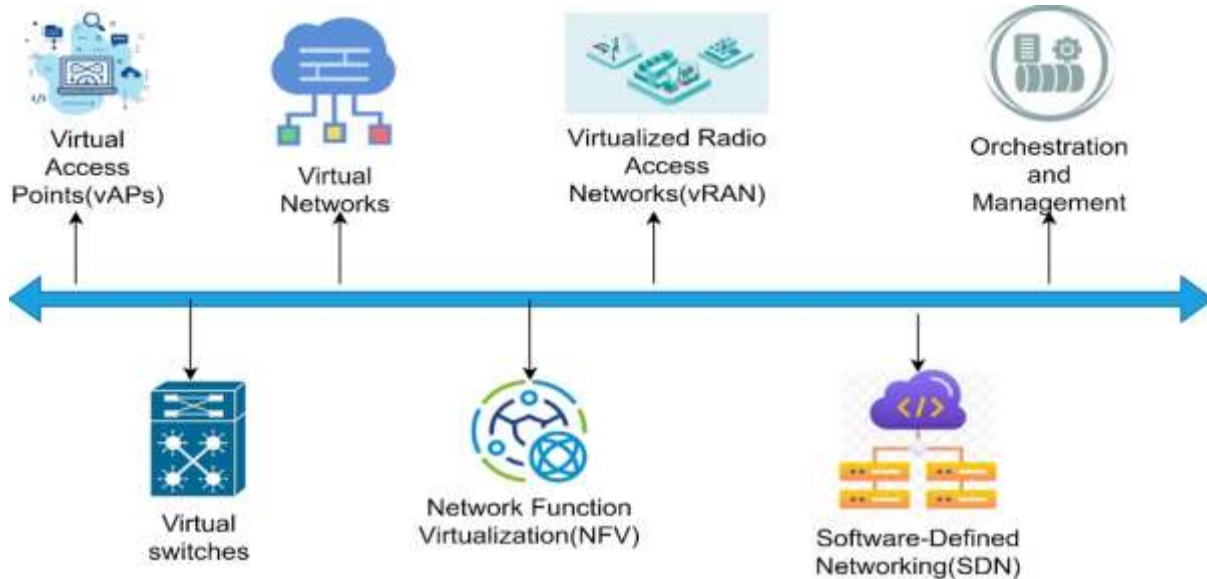 Virtual
Access
Points(vAPs)
Virtual
Networks
Virtualized Radio
Access
Networks(vRAN)
Orchestration
and
Management
Virtual
switches
Network Function
Virtualization(NFV)
</>
Software-Defined
Networking(SDN)